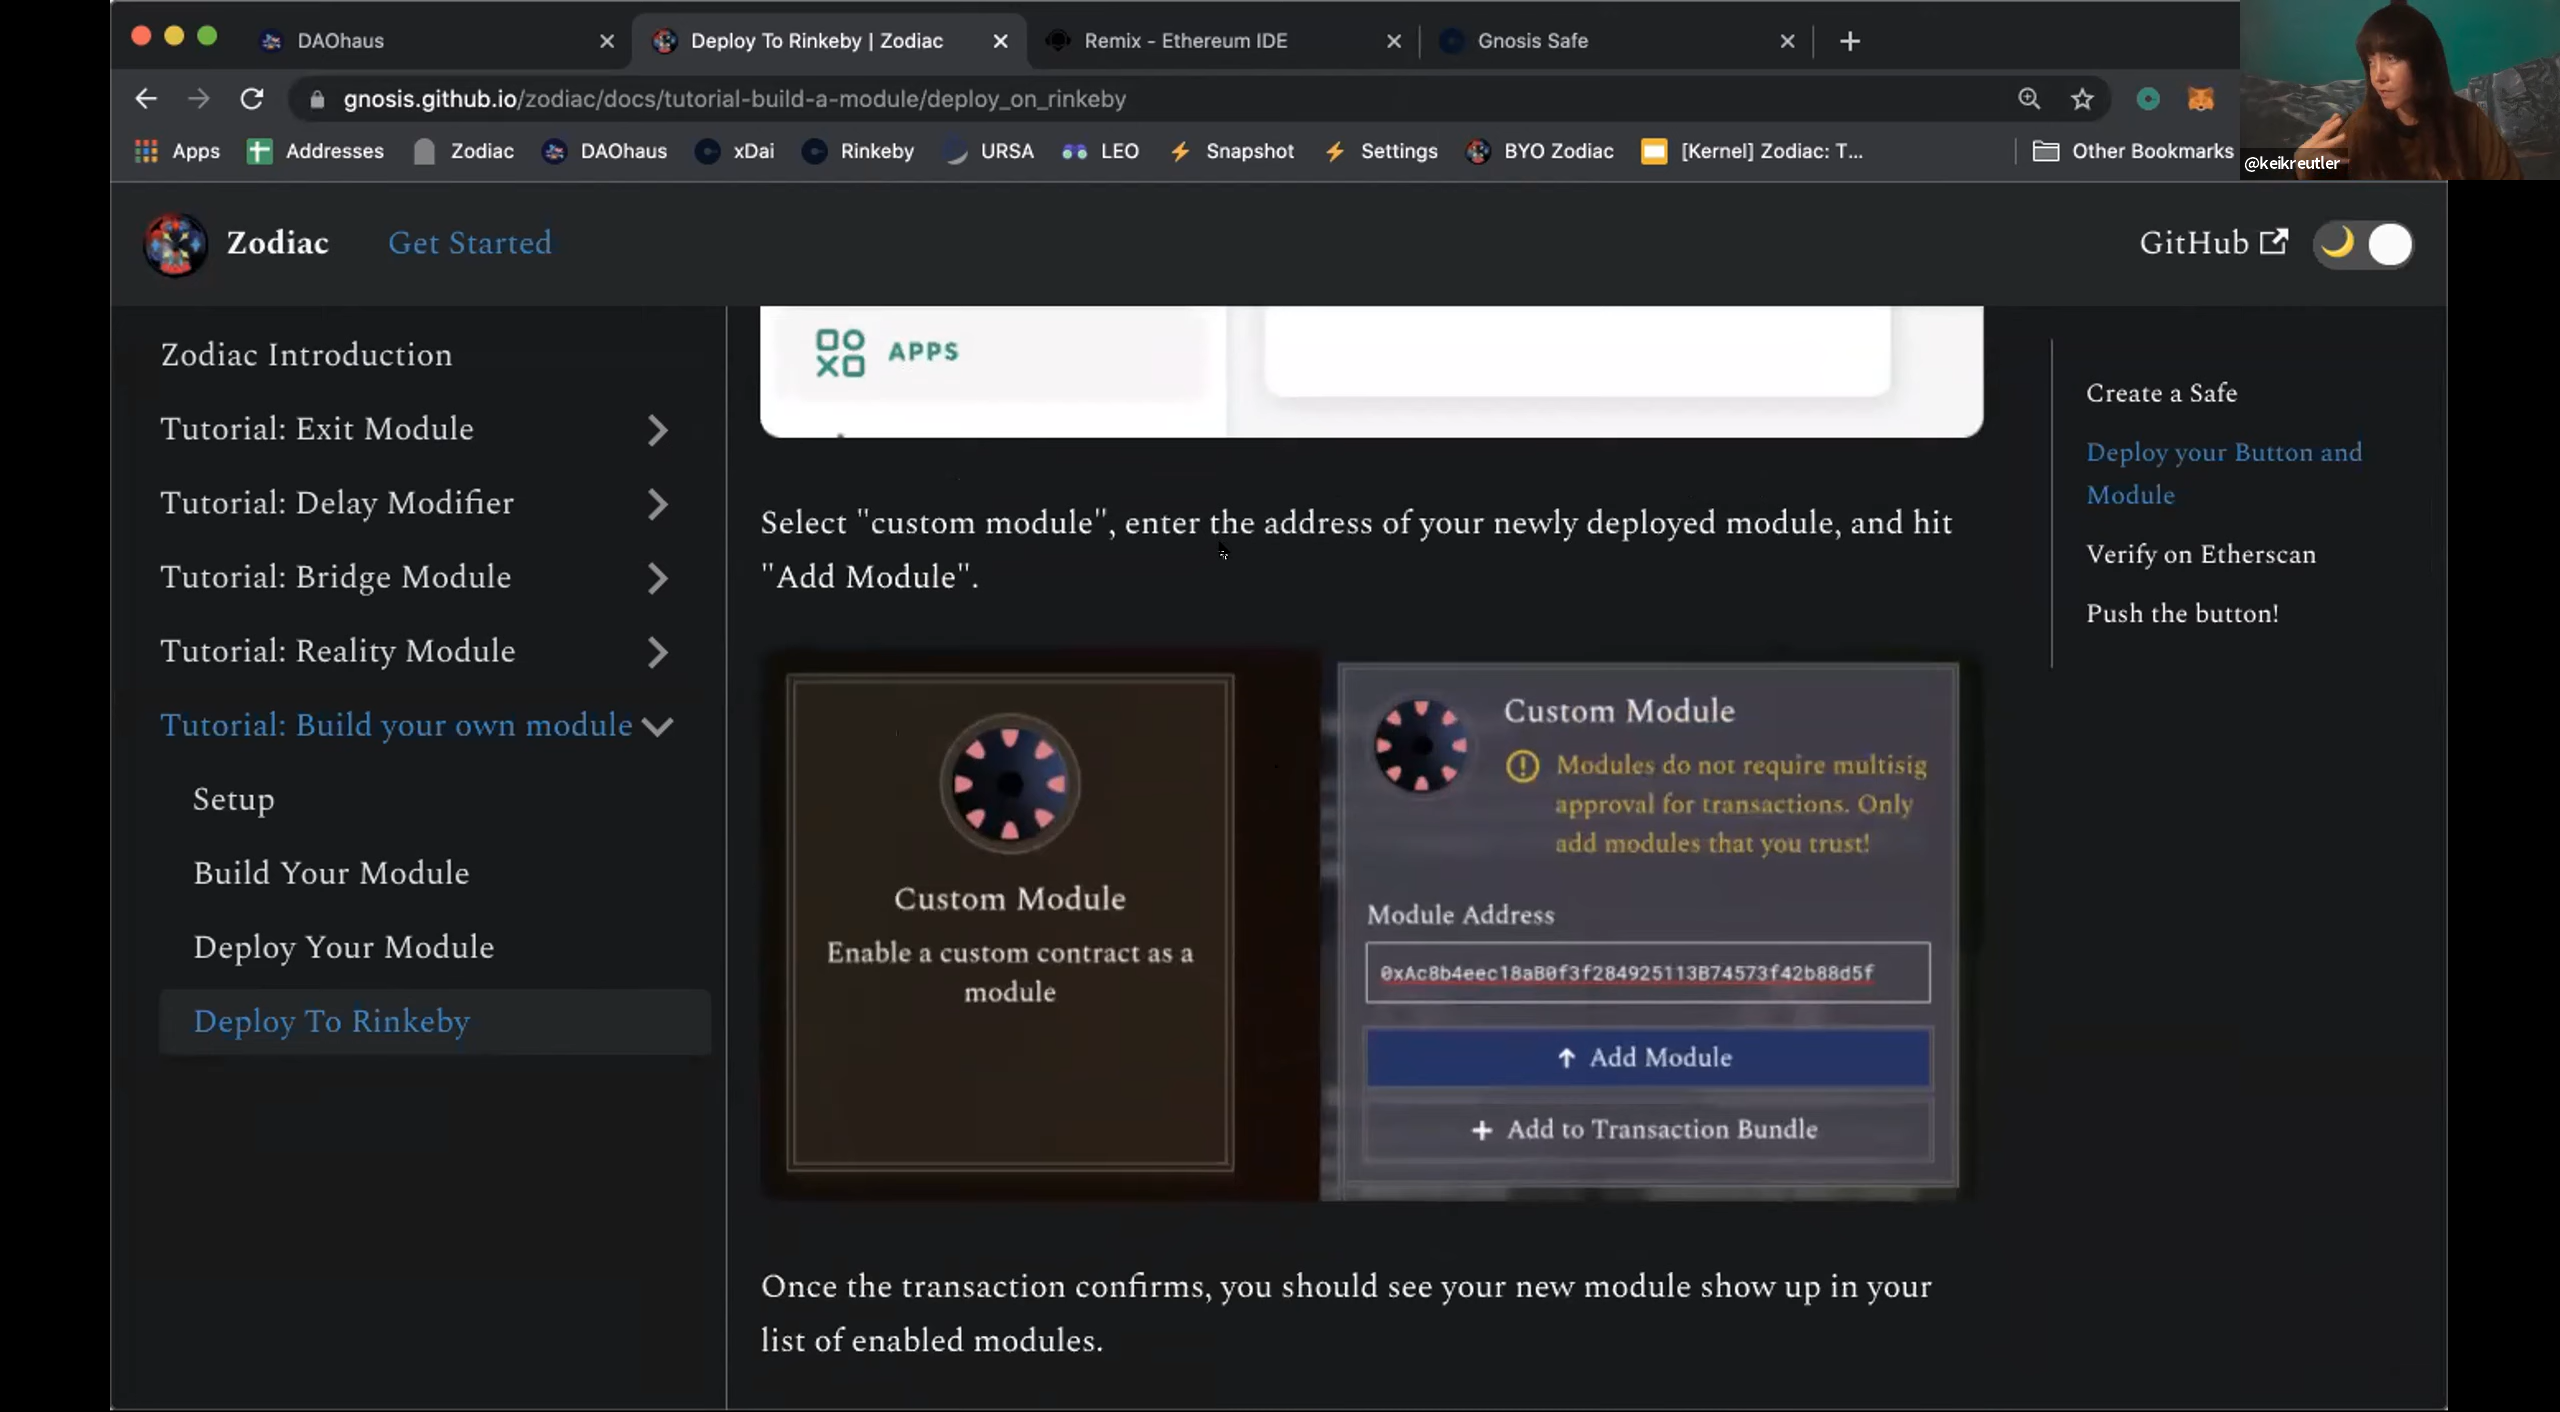 DAOhaus
Deploy To Rinkeby | Zodiac
Remix - Ethereum IDE
Gnosis Safe
gnosis.github.io/zodiac/docs/tutorial-build-a-module/deploy_on_rinkeby
@keikreutler
Apps
Addresses
Zodiac
DAOhaus
xDai
Rinkeby
URSA
LEO
Snapshot
Settings
BYO Zodiac
[Kernel] Zodiac: T...
Other Bookmarks
Zodiac
Get Started
GitHub
Zodiac Introduction
Tutorial: Exit Module
Tutorial: Delay Modifier
Tutorial: Bridge Module
Tutorial: Reality Module
Tutorial: Build your own module
Setup
Build Your Module
Deploy Your Module
Deploy To Rinkeby
APPS
Select "custom module", enter the address of your newly deployed module, and hit
"Add Module".
Custom Module
Enable a custom contract as a
module
Custom Module
Modules do not require multisig
approval for transactions. Only
add modules that you trust!
Module Address
0xAc8b4eec18aB0f3f284925113B74573f42b88d5f
Add Module
Add to Transaction Bundle
Once the transaction confirms, you should see your new module show up in your
list of enabled modules.
Create a Safe
Deploy your Button and
Module
Verify on Etherscan
Push the button!